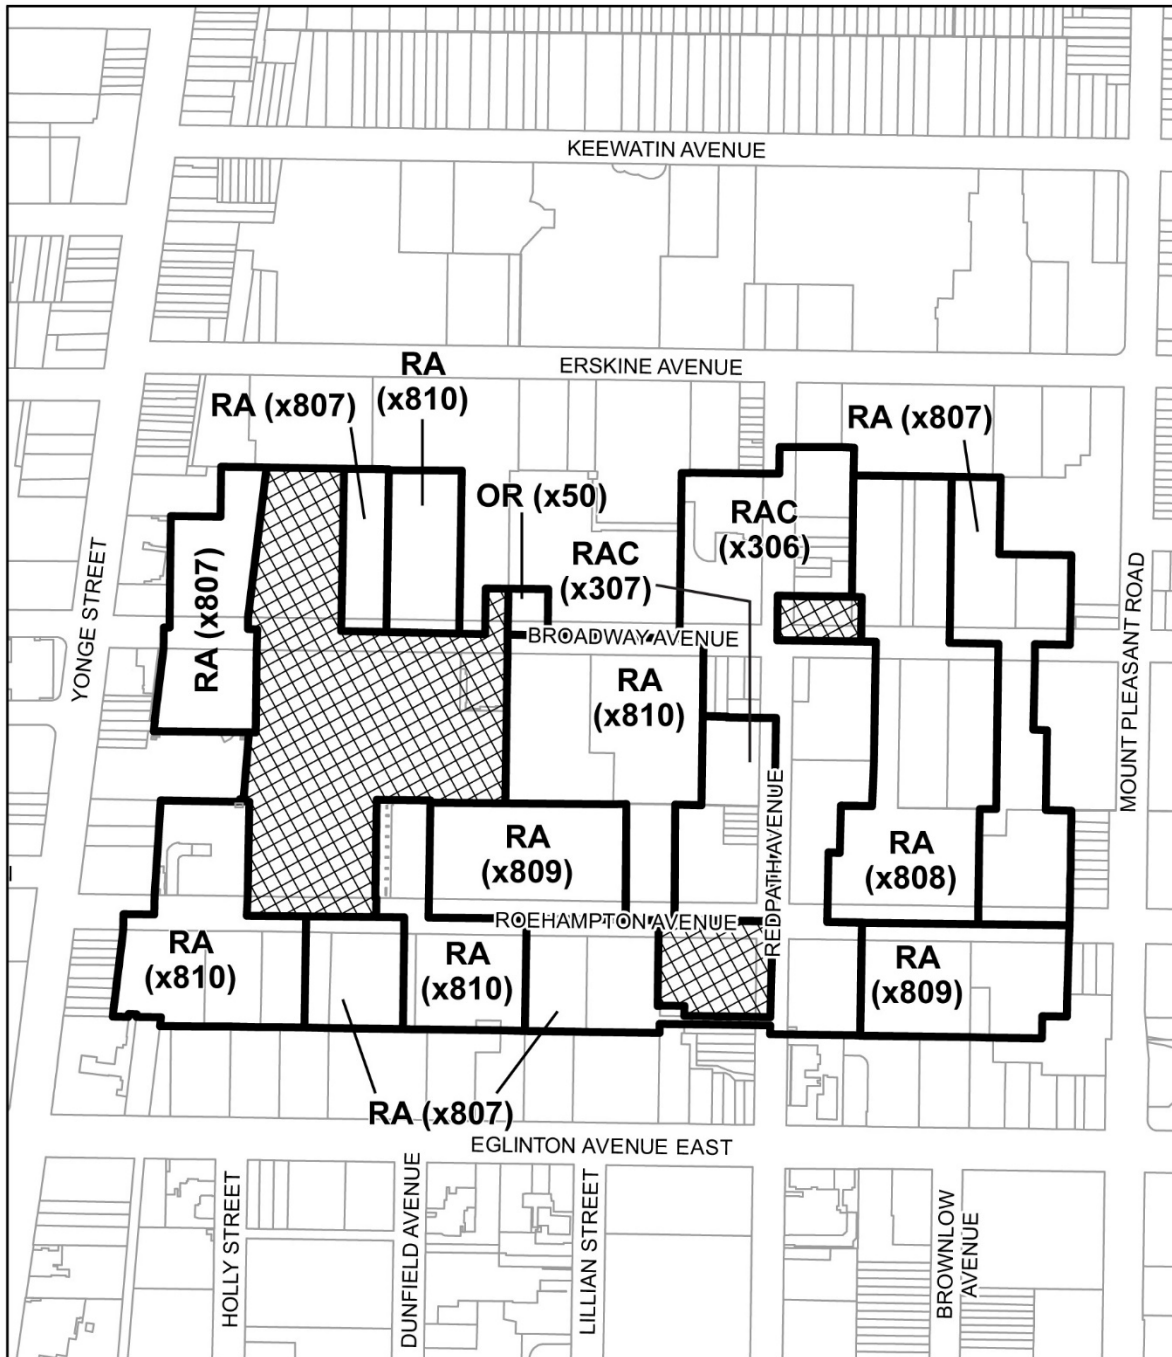 KEEWATIN AVENUE
ERSKINE AVENUE
RA
(x810)
RA (x807)
RA (x807)
OR (x50)
RAC
(x306)
RAC
(x307)
RA (x807)
BROADWAY AVENUE
YONGE STREET
MOUNT PLEASANT ROAD
RA
(x810)
REDPATH AVENUE
RA
(x809)
RA
(x808)
ROEHAMPTON AVENUE
RA
(x810)
RA
(x810)
RA
(x809)
RA (x807)
EGLINTON AVENUE EAST
HOLLY STREET
DUNFIELD AVENUE
LILLIAN STREET
BROWNLOW
AVENUE